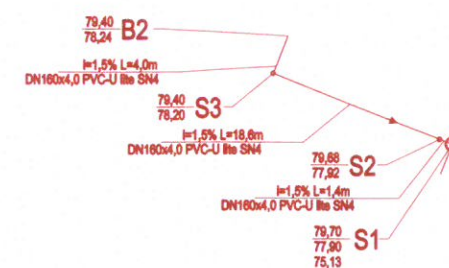 79,40
B2
78,24
i=1,5% L=4,0m
DN160x4,0 PVC-U lite SN4
79,40
S3
78,20
i=1,5% L=18,6m
DN160x4,0 PVC-U lite SN4
79,68
S2
77,92
i=1,5% L=1,4m
DN160x4,0 PVC-U lite SN4
79,70
S1
77,90
75,13